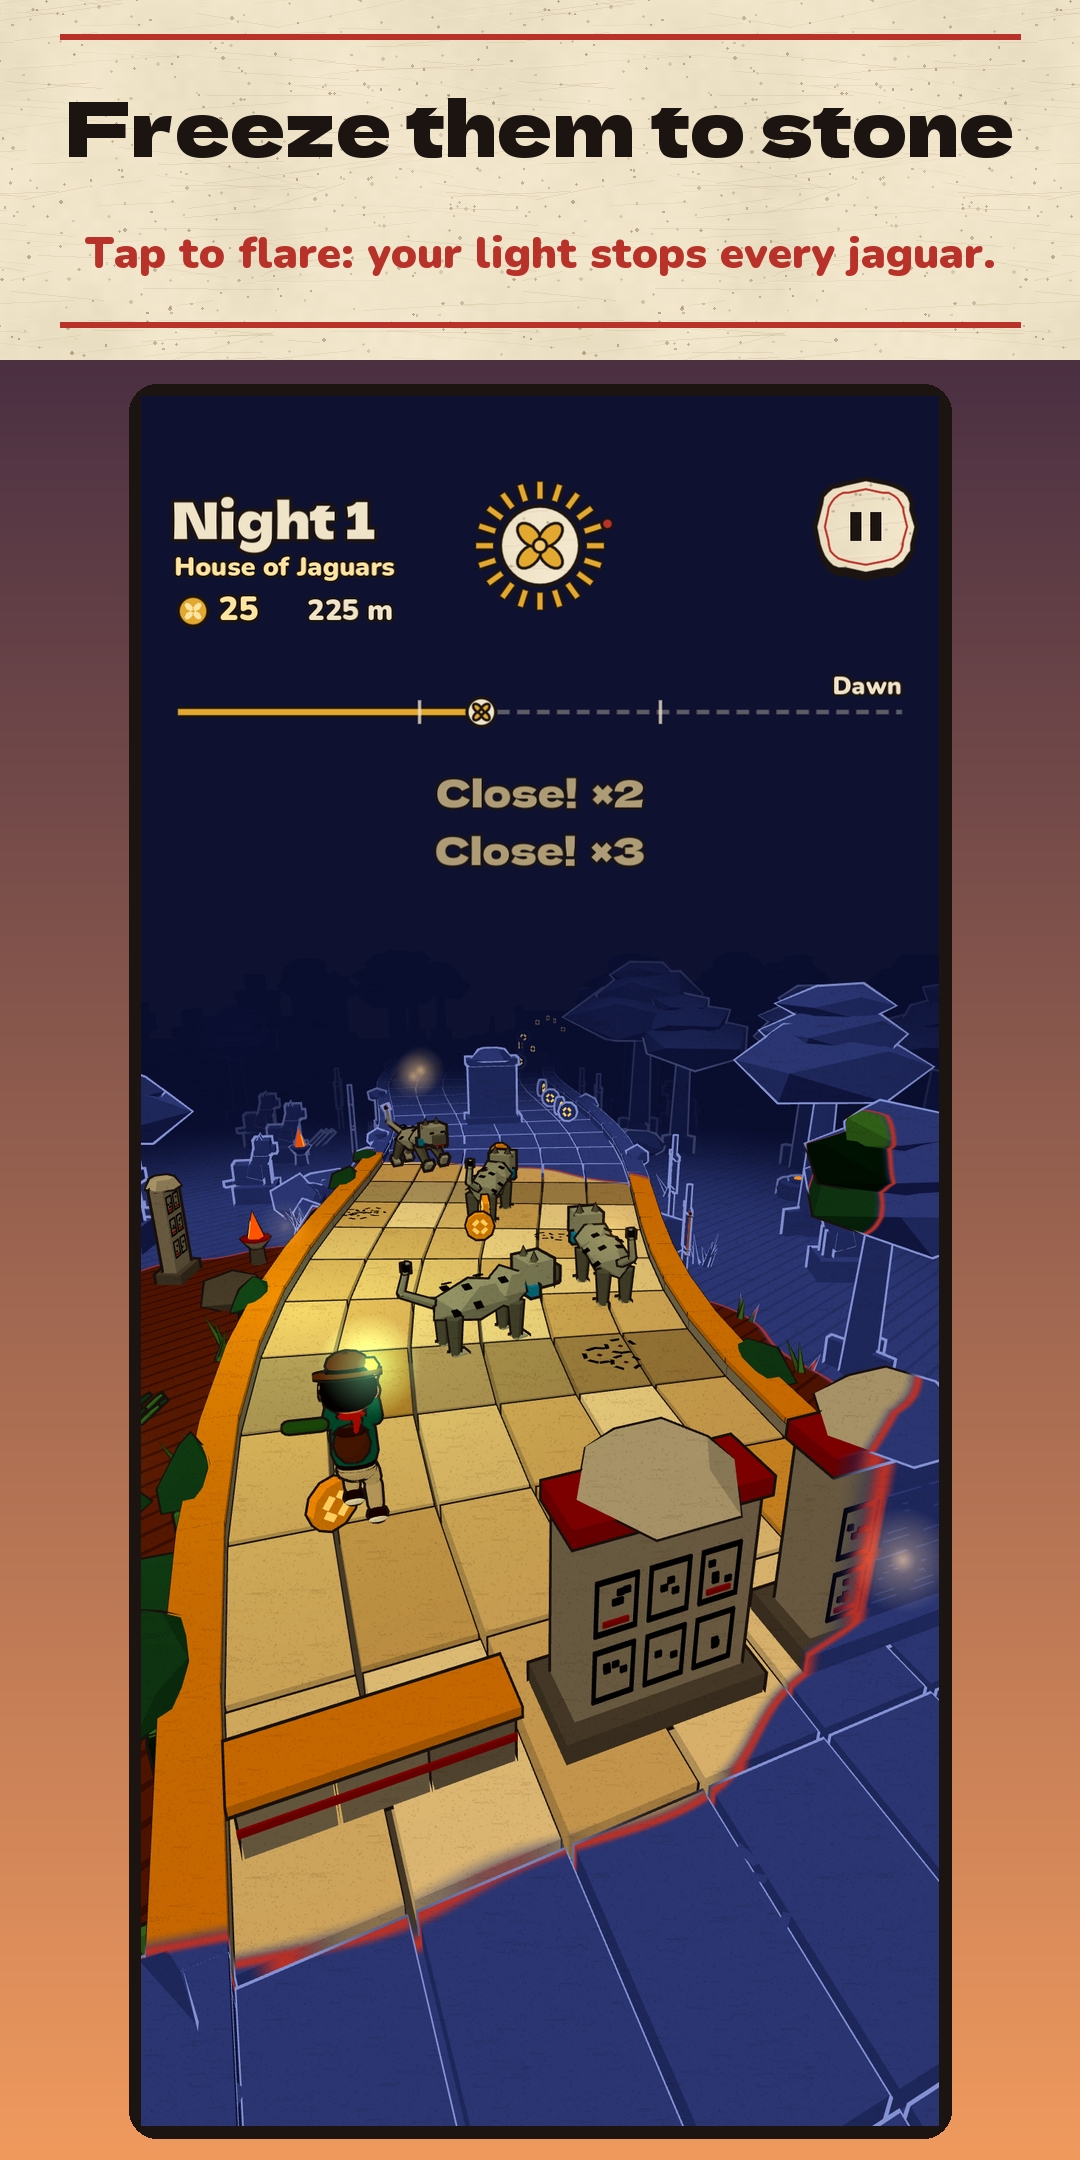 Freeze them to stone
Tap to flare: your light stops every jaguar.
Night 1
House of Jaguars
25 225 m
Dawn
Close! ×2
Close! ×3